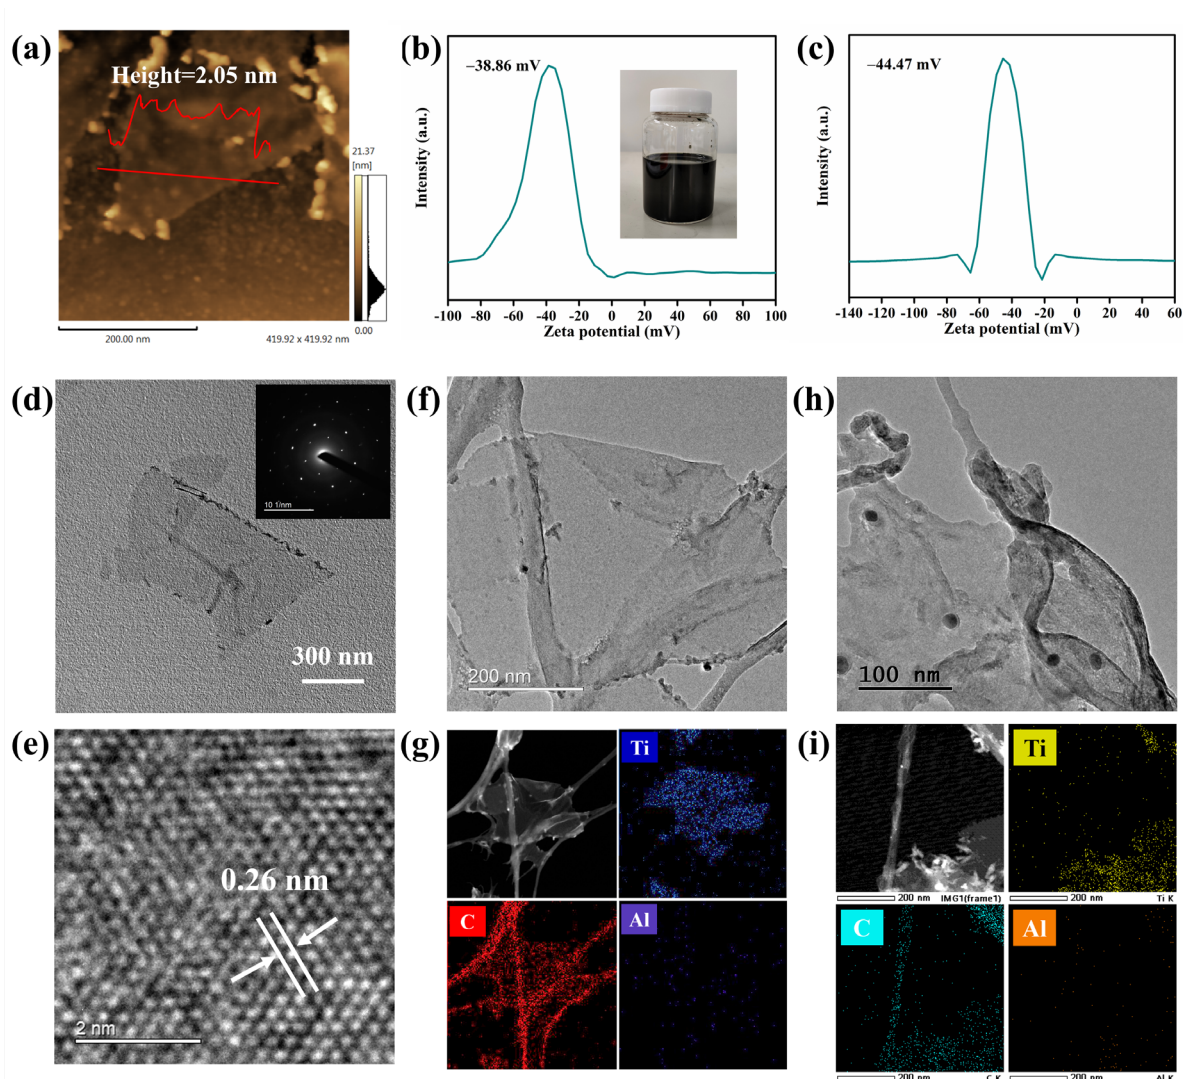 (a)
Height=2.05 nm
21.37
[nm]
0.00
200.00 nm
419.92 x 419.92 nm
(b)
−38.86 mV
Intensity (a.u.)
-100 -80 -60 -40 -20 0 20 40 60 80 100
Zeta potential (mV)
(c)
−44.47 mV
Intensity (a.u.)
-140 -120 -100 -80 -60 -40 -20 0 20 40 60
Zeta potential (mV)
(d)
10 1/nm
300 nm
(f)
200 nm
(h)
100 nm
(e)
0.26 nm
2 nm
(g)
Ti
C
Al
(i)
200 nm IMG1(frame1)
Ti
200 nm Ti K
C
200 nm C K
Al
200 nm Al K